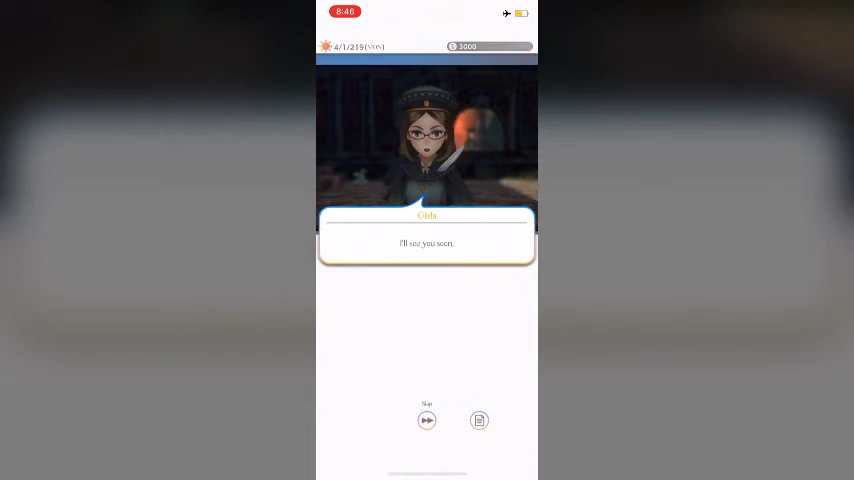 8:46
4/1/219(MON)
3000
Gilda
I'll see you soon.
Skip